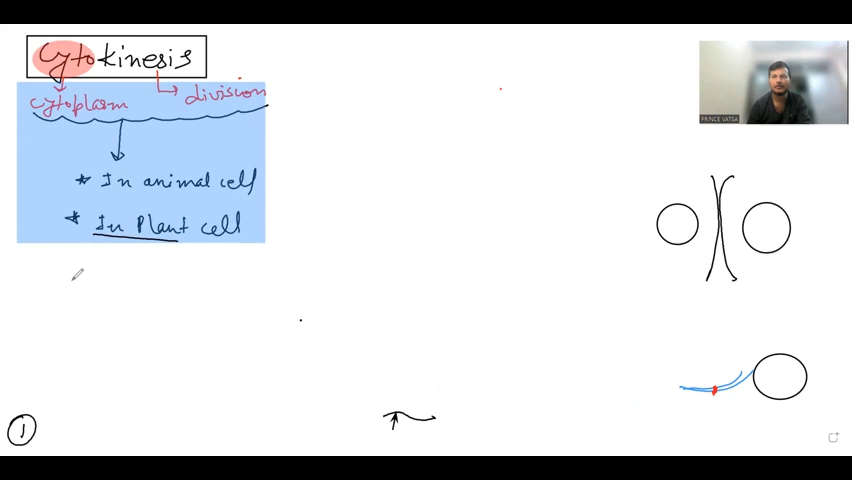 Cytokinesis
cytoplasm division
* In animal cell
* In Plant cell
PRINCE VATSA
1